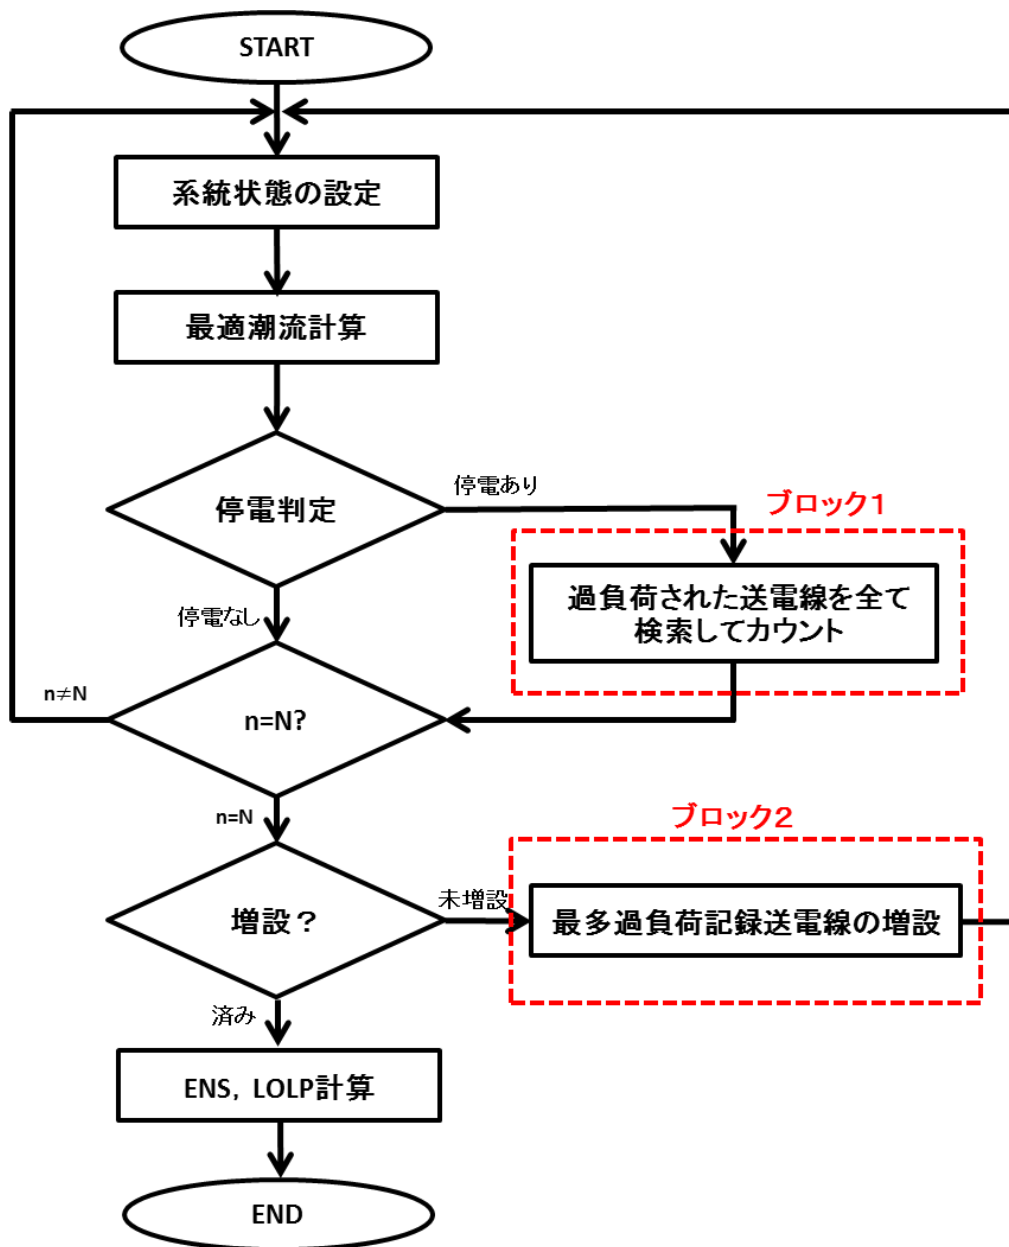 START
系統状態の設定
最適潮流計算
停電判定
停電あり
ブロック1
過負荷された送電線を全て
検索してカウント
停電なし
n≠N
n=N?
n=N
ブロック2
増設？
未増設
最多過負荷記録送電線の増設
済み
ENS, LOLP計算
END